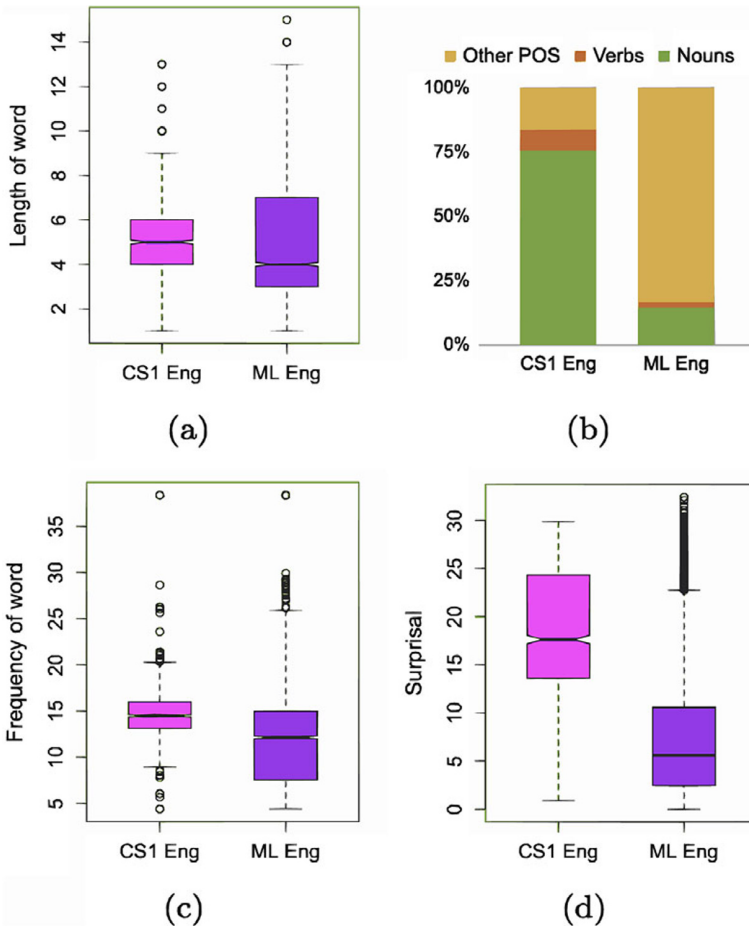 Length of word
14
12
10
8
6
4
2
CS1 Eng ML Eng
(a)
Other POS Verbs Nouns
100%
75%
50%
25%
0%
CS1 Eng ML Eng
(b)
Frequency of word
35
30
25
20
15
10
5
CS1 Eng ML Eng
(c)
Surprisal
30
25
20
15
10
5
0
CS1 Eng ML Eng
(d)